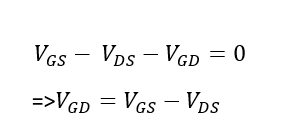 V_GS − V_DS − V_GD = 0
=>V_GD = V_GS − V_DS